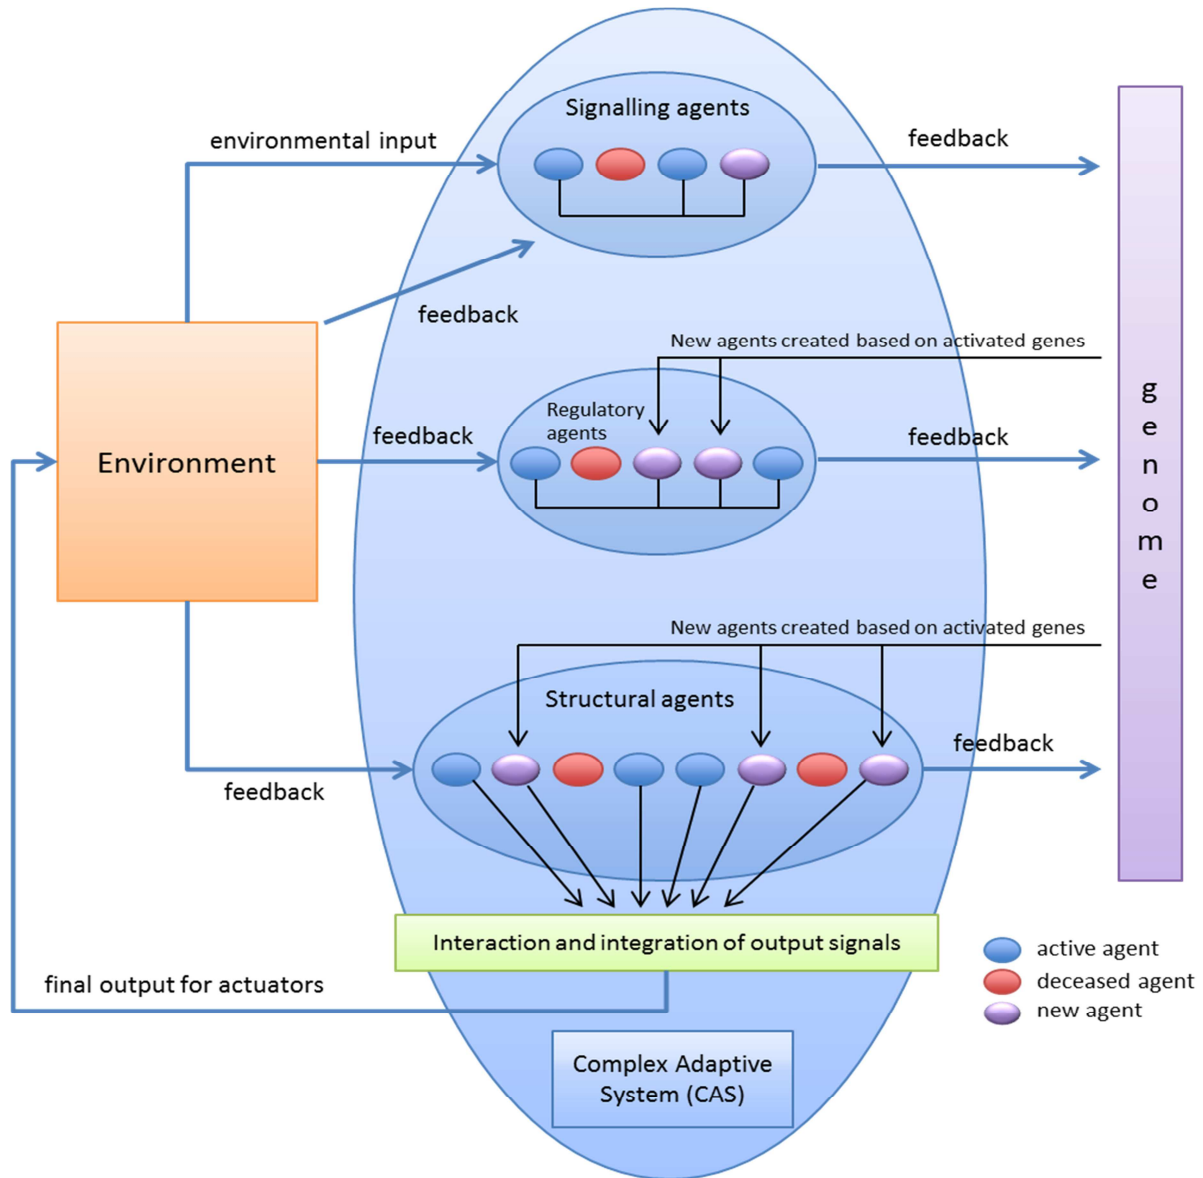 Signalling agents
environmental input
feedback
feedback
New agents created based on activated genes
Regulatory
agents
feedback
feedback
Environment
genome
New agents created based on activated genes
Structural agents
feedback
feedback
Interaction and integration of output signals
active agent
deceased agent
new agent
final output for actuators
Complex Adaptive
System (CAS)